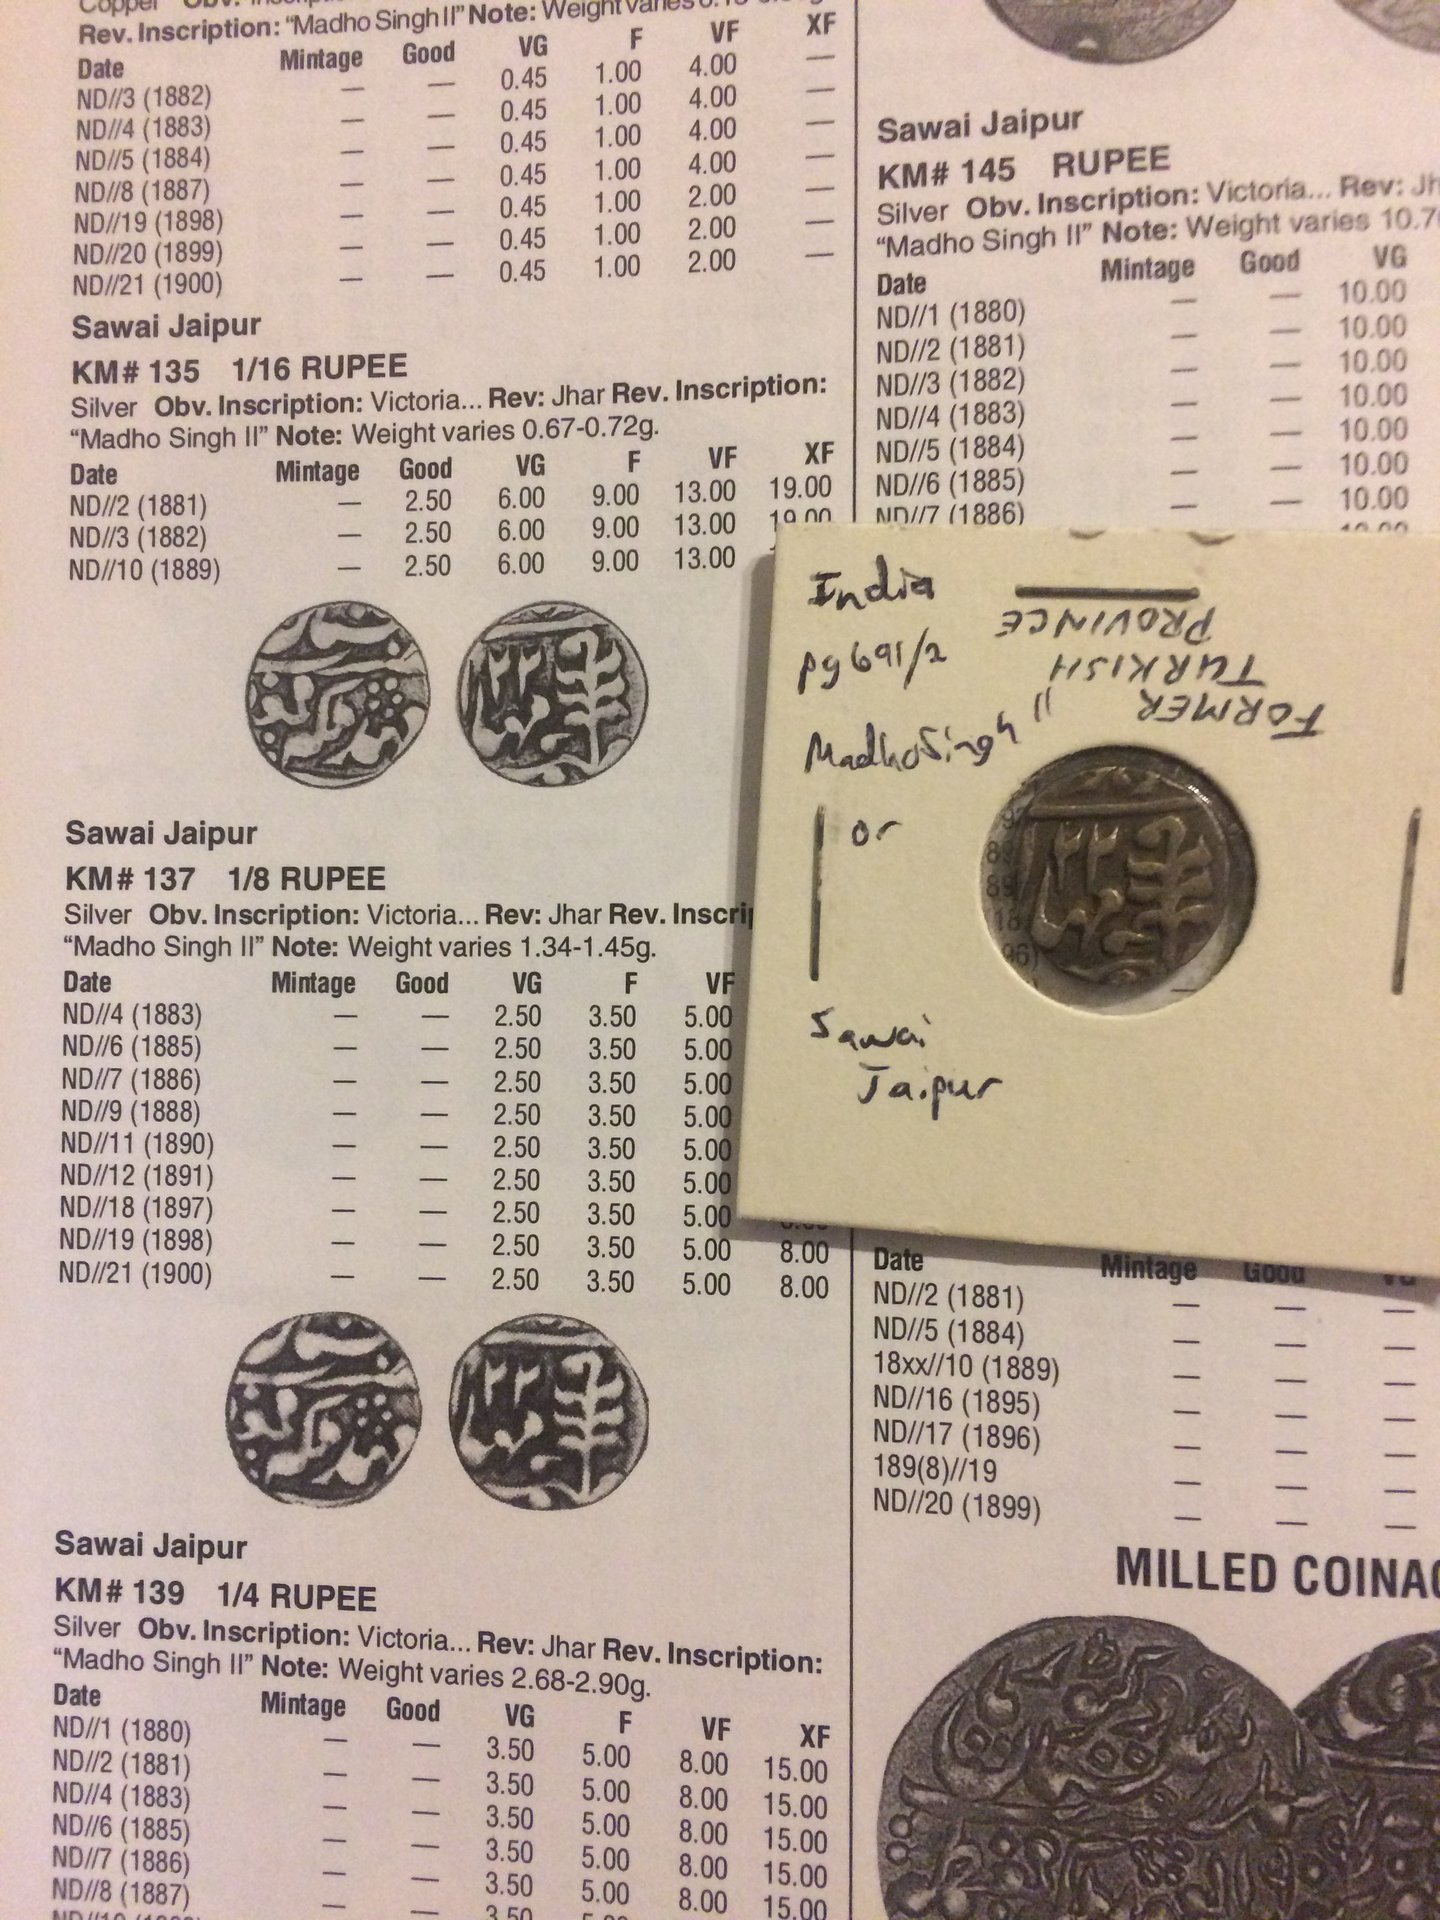 Rev. Inscription: “Madho Singh II” Note: Weight varies
Date Mintage Good VG F VF XF
ND//3 (1882) — — 0.45 1.00 4.00 —
ND//4 (1883) — — 0.45 1.00 4.00 —
ND//5 (1884) — — 0.45 1.00 4.00 —
ND//8 (1887) — — 0.45 1.00 4.00 —
ND//19 (1898) — — 0.45 1.00 2.00 —
ND//20 (1899) — — 0.45 1.00 2.00 —
ND//21 (1900) — — 0.45 1.00 2.00 —
Sawai Jaipur
KM# 135 1/16 RUPEE
Silver Obv. Inscription: Victoria... Rev: Jhar Rev. Inscription:
“Madho Singh II” Note: Weight varies 0.67-0.72g.
Date Mintage Good VG F VF XF
ND//2 (1881) — 2.50 6.00 9.00 13.00 19.00
ND//3 (1882) — 2.50 6.00 9.00 13.00 19.00
ND//10 (1889) — 2.50 6.00 9.00 13.00
Sawai Jaipur
KM# 137 1/8 RUPEE
Silver Obv. Inscription: Victoria... Rev: Jhar Rev. Inscrip
“Madho Singh II” Note: Weight varies 1.34-1.45g.
Date Mintage Good VG F VF
ND//4 (1883) — — 2.50 3.50 5.00
ND//6 (1885) — — 2.50 3.50 5.00
ND//7 (1886) — — 2.50 3.50 5.00
ND//9 (1888) — — 2.50 3.50 5.00
ND//11 (1890) — — 2.50 3.50 5.00
ND//12 (1891) — — 2.50 3.50 5.00
ND//18 (1897) — — 2.50 3.50 5.00
ND//19 (1898) — — 2.50 3.50 5.00 8.00
ND//21 (1900) — — 2.50 3.50 5.00 8.00
Sawai Jaipur
KM# 139 1/4 RUPEE
Silver Obv. Inscription: Victoria... Rev: Jhar Rev. Inscription:
“Madho Singh II” Note: Weight varies 2.68-2.90g.
Date Mintage Good VG F VF XF
ND//1 (1880) — — 3.50 5.00 8.00 15.00
ND//2 (1881) — — 3.50 5.00 8.00 15.00
ND//4 (1883) — — 3.50 5.00 8.00 15.00
ND//6 (1885) — — 3.50 5.00 8.00 15.00
ND//7 (1886) — — 3.50 5.00 8.00 15.00
ND//8 (1887)
Sawai Jaipur
KM# 145 RUPEE
Silver Obv. Inscription: Victoria... Rev: Jh
“Madho Singh II” Note: Weight varies 10.7
Date Mintage Good VG
ND//1 (1880) — — 10.00
ND//2 (1881) — — 10.00
ND//3 (1882) — — 10.00
ND//4 (1883) — — 10.00
ND//5 (1884) — — 10.00
ND//6 (1885) — — 10.00
ND//7 (1886) — — 10.00
India
pg 691/2
Madho Singh II
or
Sawai
Jaipur
FORMER
TURKISH
PROVINCE
Date Mintage Good VG
ND//2 (1881) — — —
ND//5 (1884) — — —
18xx//10 (1889) — — —
ND//16 (1895) — — —
ND//17 (1896) — — —
189(8)//19 — — —
ND//20 (1899) — — —
MILLED COINAG